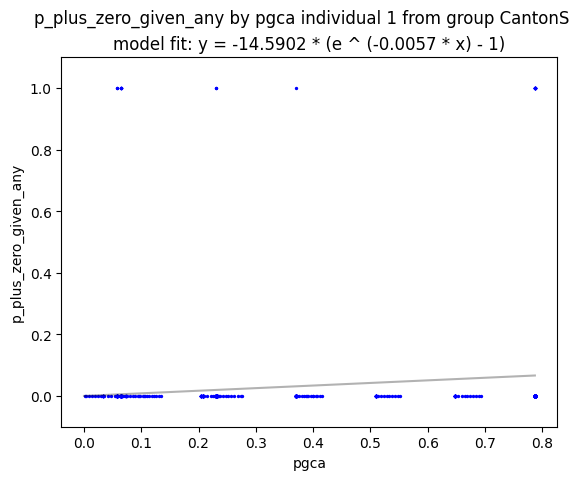 p_plus_zero_given_any by pgca individual 1 from group CantonS
model fit: y = -14.5902 * (e ^ (-0.0057 * x) - 1)
1.0
0.8
0.6
0.4
0.2
0.0
p_plus_zero_given_any
0.0 0.1 0.2 0.3 0.4 0.5 0.6 0.7 0.8
pgca